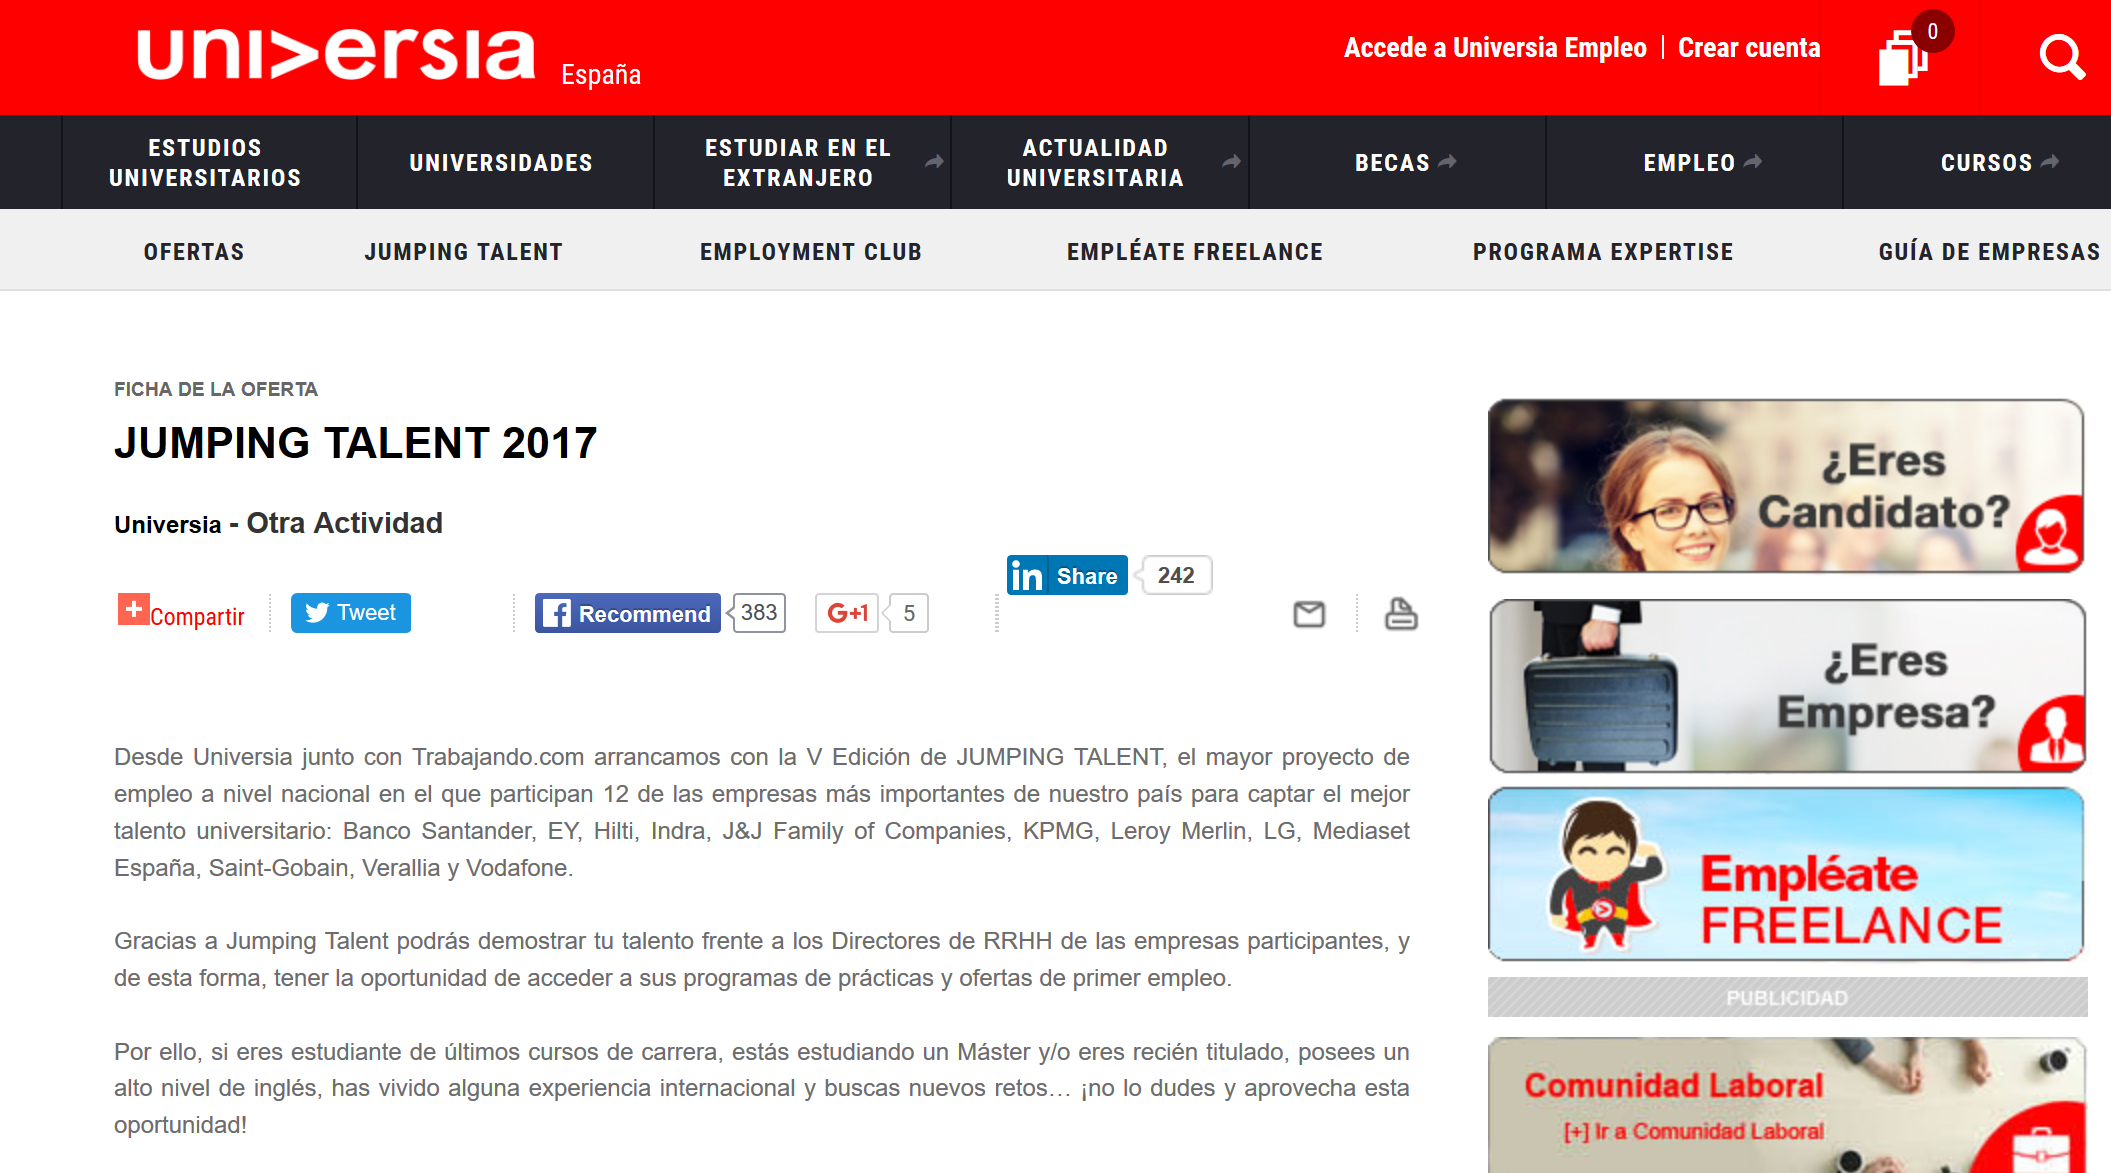 universia España
Accede a Universia Empleo | Crear cuenta
0
ESTUDIOS UNIVERSITARIOS
UNIVERSIDADES
ESTUDIAR EN EL EXTRANJERO
ACTUALIDAD UNIVERSITARIA
BECAS
EMPLEO
CURSOS
OFERTAS
JUMPING TALENT
EMPLOYMENT CLUB
EMPLÉATE FREELANCE
PROGRAMA EXPERTISE
GUÍA DE EMPRESAS
FICHA DE LA OFERTA
JUMPING TALENT 2017
Universia - Otra Actividad
Compartir
Tweet
Recommend
383
G+1
5
in Share
242
Desde Universia junto con Trabajando.com arrancamos con la V Edición de JUMPING TALENT, el mayor proyecto de
empleo a nivel nacional en el que participan 12 de las empresas más importantes de nuestro país para captar el mejor
talento universitario: Banco Santander, EY, Hilti, Indra, J&J Family of Companies, KPMG, Leroy Merlin, LG, Mediaset
España, Saint-Gobain, Verallia y Vodafone.
Gracias a Jumping Talent podrás demostrar tu talento frente a los Directores de RRHH de las empresas participantes, y
de esta forma, tener la oportunidad de acceder a sus programas de prácticas y ofertas de primer empleo.
Por ello, si eres estudiante de últimos cursos de carrera, estás estudiando un Máster y/o eres recién titulado, posees un
alto nivel de inglés, has vivido alguna experiencia internacional y buscas nuevos retos… ¡no lo dudes y aprovecha esta
oportunidad!
¿Eres
Candidato?
¿Eres
Empresa?
Empléate
FREELANCE
PUBLICIDAD
Comunidad Laboral
[+] Ir a Comunidad Laboral